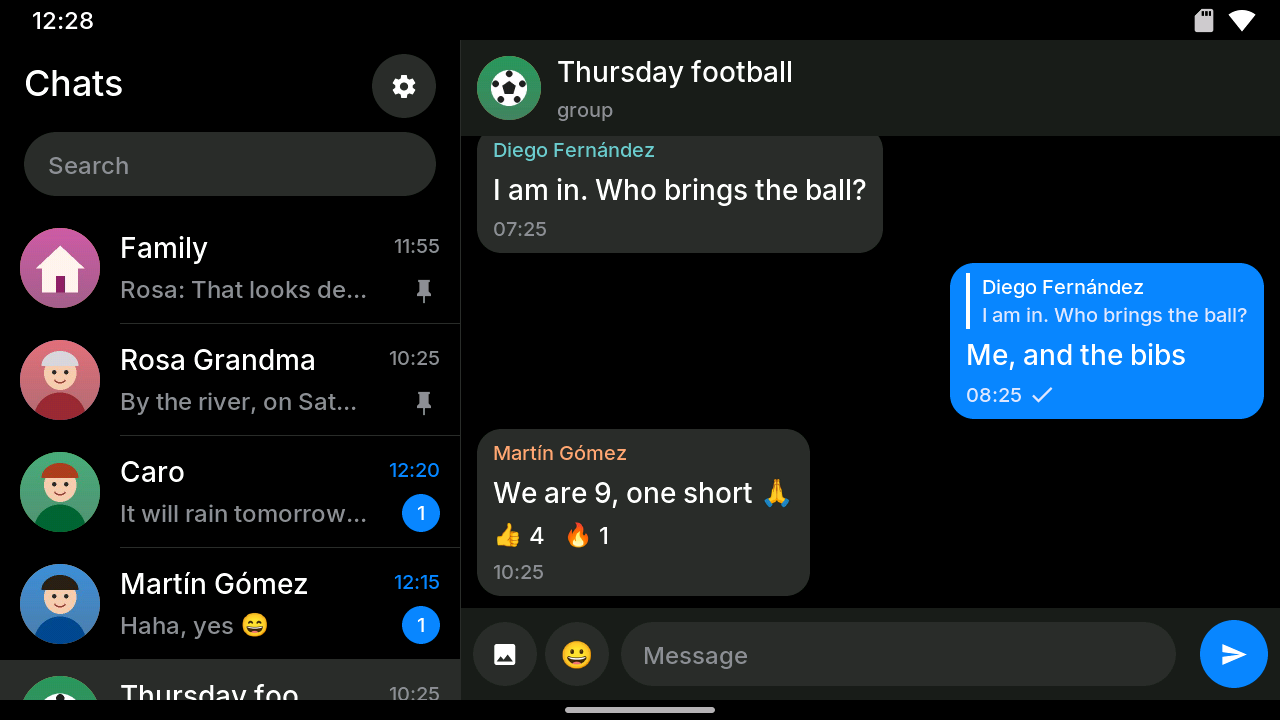 12:28
Chats
Search
Family
11:55
Rosa: That looks de...
Rosa Grandma
10:25
By the river, on Sat...
Caro
12:20
It will rain tomorrow...
1
Martín Gómez
12:15
Haha, yes 😄
1
Thursday foo
10:25
Thursday football
group
Diego Fernández
I am in. Who brings the ball?
07:25
Diego Fernández
I am in. Who brings the ball?
Me, and the bibs
08:25
Martín Gómez
We are 9, one short 🙏
👍 4 🔥 1
10:25
Message